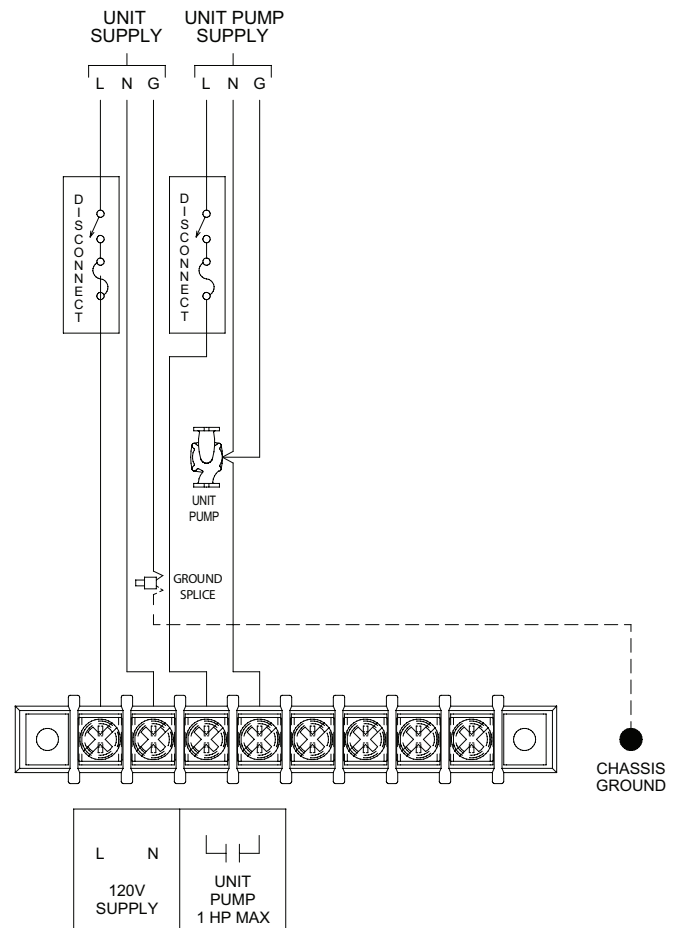 UNIT
SUPPLY
UNIT PUMP
SUPPLY
L N G
L N G
DISCONNECT
DISCONNECT
UNIT
PUMP
GROUND
SPLICE
CHASSIS
GROUND
L N
120V
SUPPLY
UNIT
PUMP
1 HP MAX